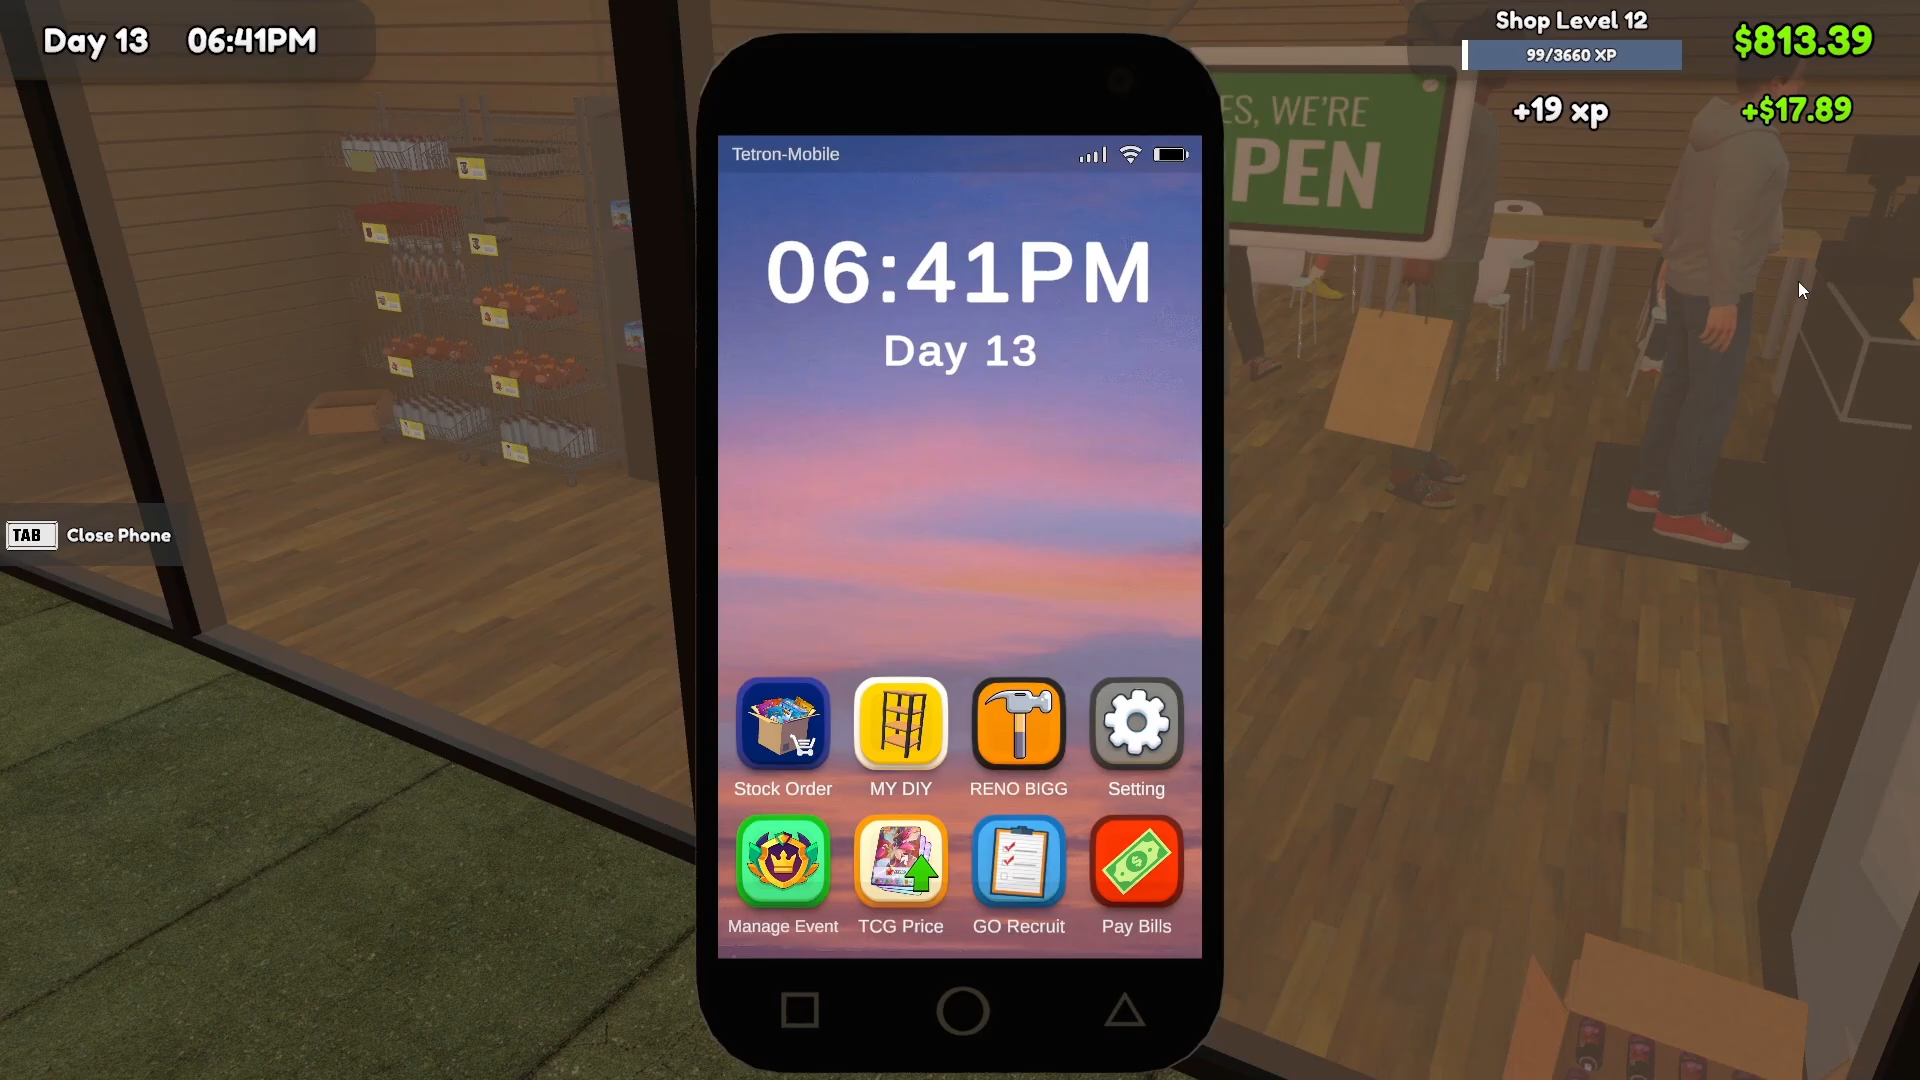 Day 13 06:41PM
Shop Level 12
99/3660 XP
$813.39
+19 xp
+$17.89
ES, WE'RE
PEN
Tetron-Mobile
06:41PM
Day 13
TAB Close Phone
Stock Order MY DIY RENO BIGG Setting
Manage Event TCG Price GO Recruit Pay Bills